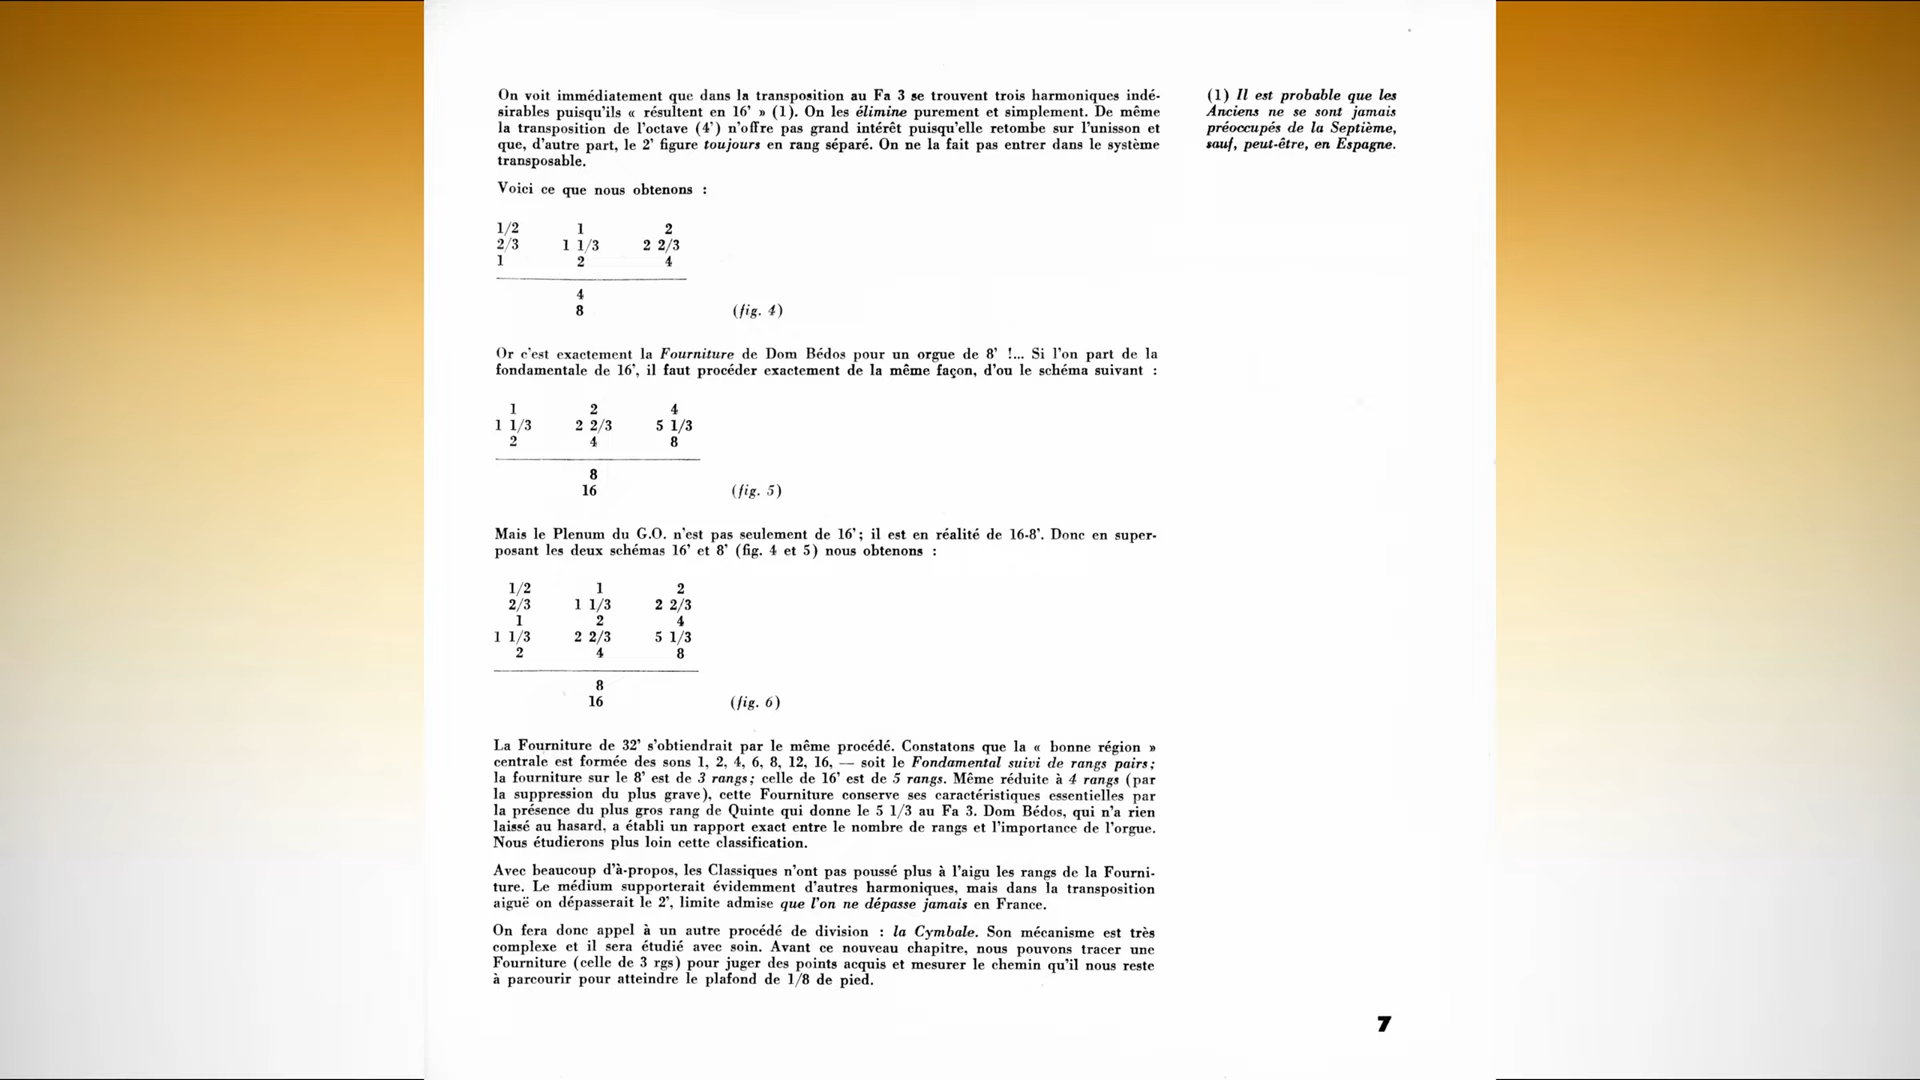 On voit immédiatement que dans la transposition au Fa 3 se trouvent trois harmoniques indé-
sirables puisqu'ils « résultent en 16' » (1). On les élimine purement et simplement. De même
la transposition de l'octave (4') n'offre pas grand intérêt puisqu'elle retombe sur l'unisson et
que, d'autre part, le 2' figure toujours en rang séparé. On ne la fait pas entrer dans le système
transposable.
(1) Il est probable que les
Anciens ne se sont jamais
préoccupés de la Septième,
sauf, peut-être, en Espagne.
Voici ce que nous obtenons :
1/2 1 2
2/3 1 1/3 2 2/3
1 2 4
4
8 (fig. 4)
Or c'est exactement la Fourniture de Dom Bédos pour un orgue de 8' !... Si l'on part de la
fondamentale de 16', il faut procéder exactement de la même façon, d'ou le schéma suivant :
1 2 4
1 1/3 2 2/3 5 1/3
2 4 8
8
16 (fig. 5)
Mais le Plenum du G.O. n'est pas seulement de 16'; il est en réalité de 16-8'. Donc en super-
posant les deux schémas 16' et 8' (fig. 4 et 5) nous obtenons :
1/2 1 2
2/3 1 1/3 2 2/3
1 2 4
1 1/3 2 2/3 5 1/3
2 4 8
8
16 (fig. 6)
La Fourniture de 32' s'obtiendrait par le même procédé. Constatons que la « bonne région »
centrale est formée des sons 1, 2, 4, 6, 8, 12, 16, — soit le Fondamental suivi de rangs pairs;
la fourniture sur le 8' est de 3 rangs; celle de 16' est de 5 rangs. Même réduite à 4 rangs (par
la suppression du plus grave), cette Fourniture conserve ses caractéristiques essentielles par
la présence du plus gros rang de Quinte qui donne le 5 1/3 au Fa 3. Dom Bédos, qui n'a rien
laissé au hasard, a établi un rapport exact entre le nombre de rangs et l'importance de l'orgue.
Nous étudierons plus loin cette classification.
Avec beaucoup d'à-propos, les Classiques n'ont pas poussé plus à l'aigu les rangs de la Fourni-
ture. Le médium supporterait évidemment d'autres harmoniques, mais dans la transposition
aiguë on dépasserait le 2', limite admise que l'on ne dépasse jamais en France.
On fera donc appel à un autre procédé de division : la Cymbale. Son mécanisme est très
complexe et il sera étudié avec soin. Avant ce nouveau chapitre, nous pouvons tracer une
Fourniture (celle de 3 rgs) pour juger des points acquis et mesurer le chemin qu'il nous reste
à parcourir pour atteindre le plafond de 1/8 de pied.
7